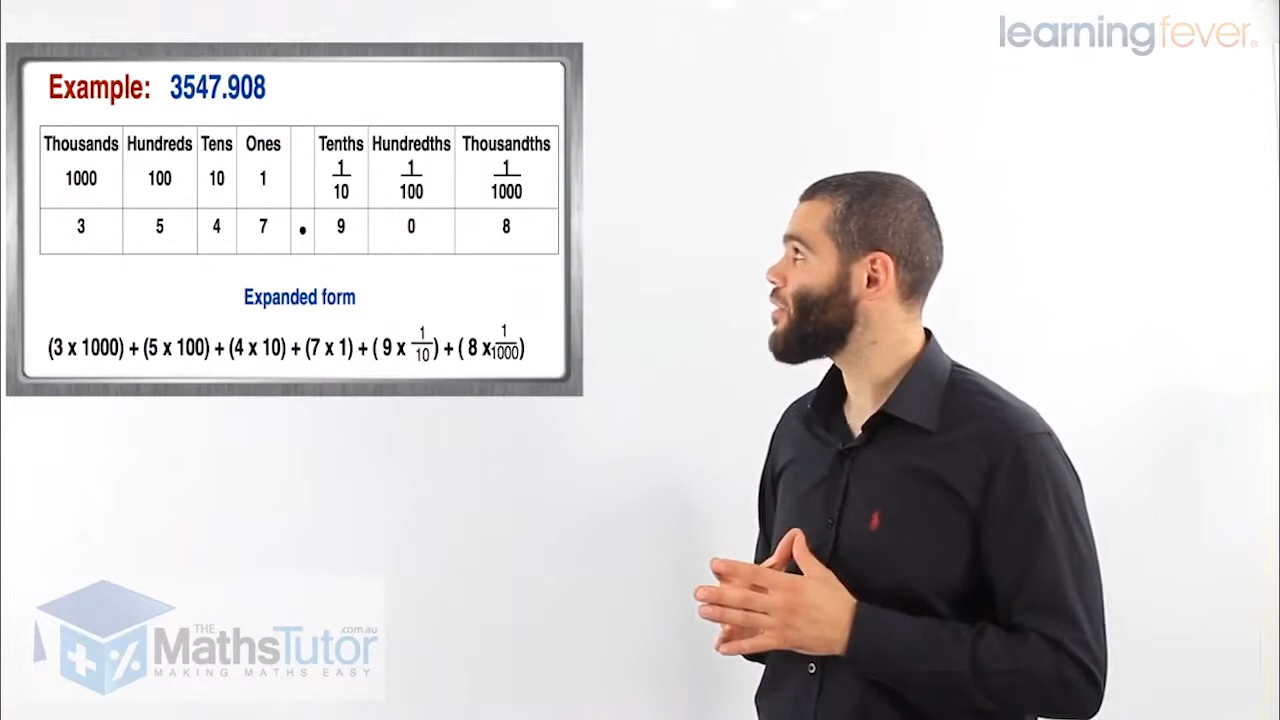 learningfever.
Example: 3547.908
Thousands Hundreds Tens Ones Tenths Hundredths Thousandths
1000 100 10 1 1/10 1/100 1/1000
3 5 4 7 . 9 0 8
Expanded form
(3 x 1000) + (5 x 100) + (4 x 10) + (7 x 1) + ( 9 x 1/10 ) + ( 8 x 1/1000 )
THE MathsTutor .com.au
MAKING MATHS EASY